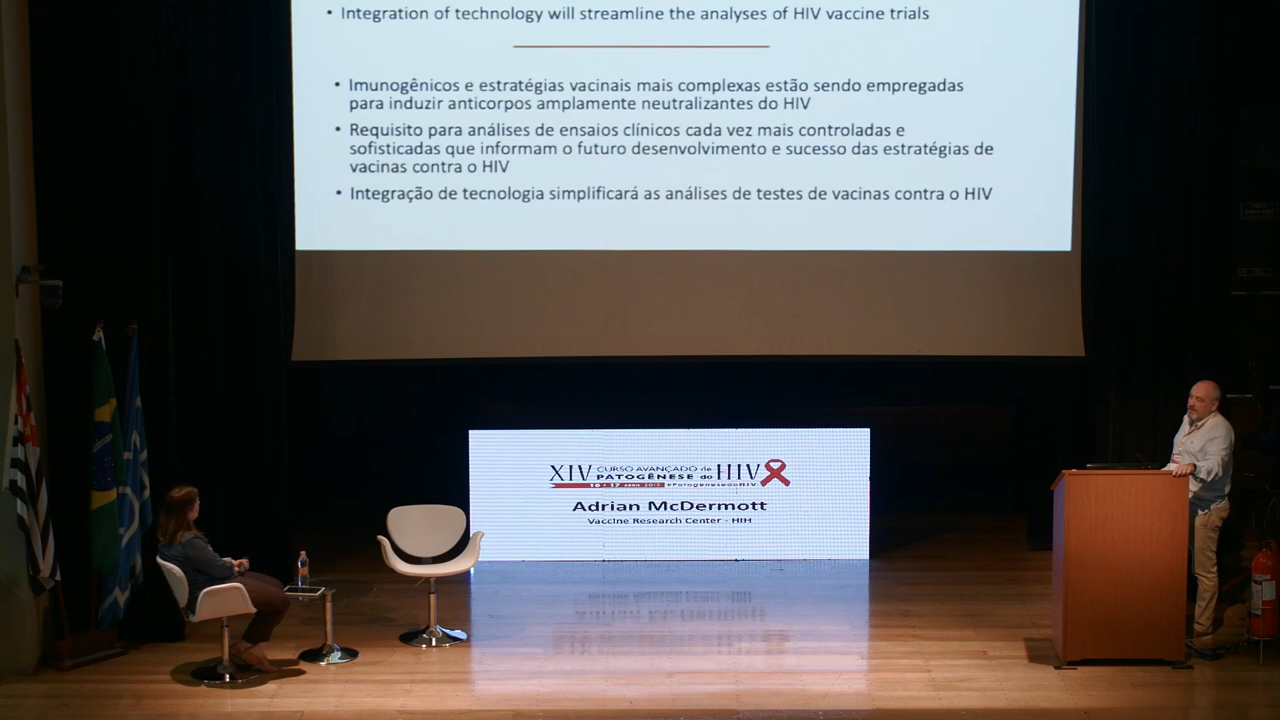 • Integration of technology will streamline the analyses of HIV vaccine trials
• Imunogênicos e estratégias vacinais mais complexas estão sendo empregadas
para induzir anticorpos amplamente neutralizantes do HIV
• Requisito para análises de ensaios clínicos cada vez mais controladas e
sofisticadas que informam o futuro desenvolvimento e sucesso das estratégias de
vacinas contra o HIV
• Integração de tecnologia simplificará as análises de testes de vacinas contra o HIV
XIV CURSO AVANÇADO de
PATOGÊNESE do HIV
#PatogenesedoHIV
Adrian McDermott
Vaccine Research Center - HIH